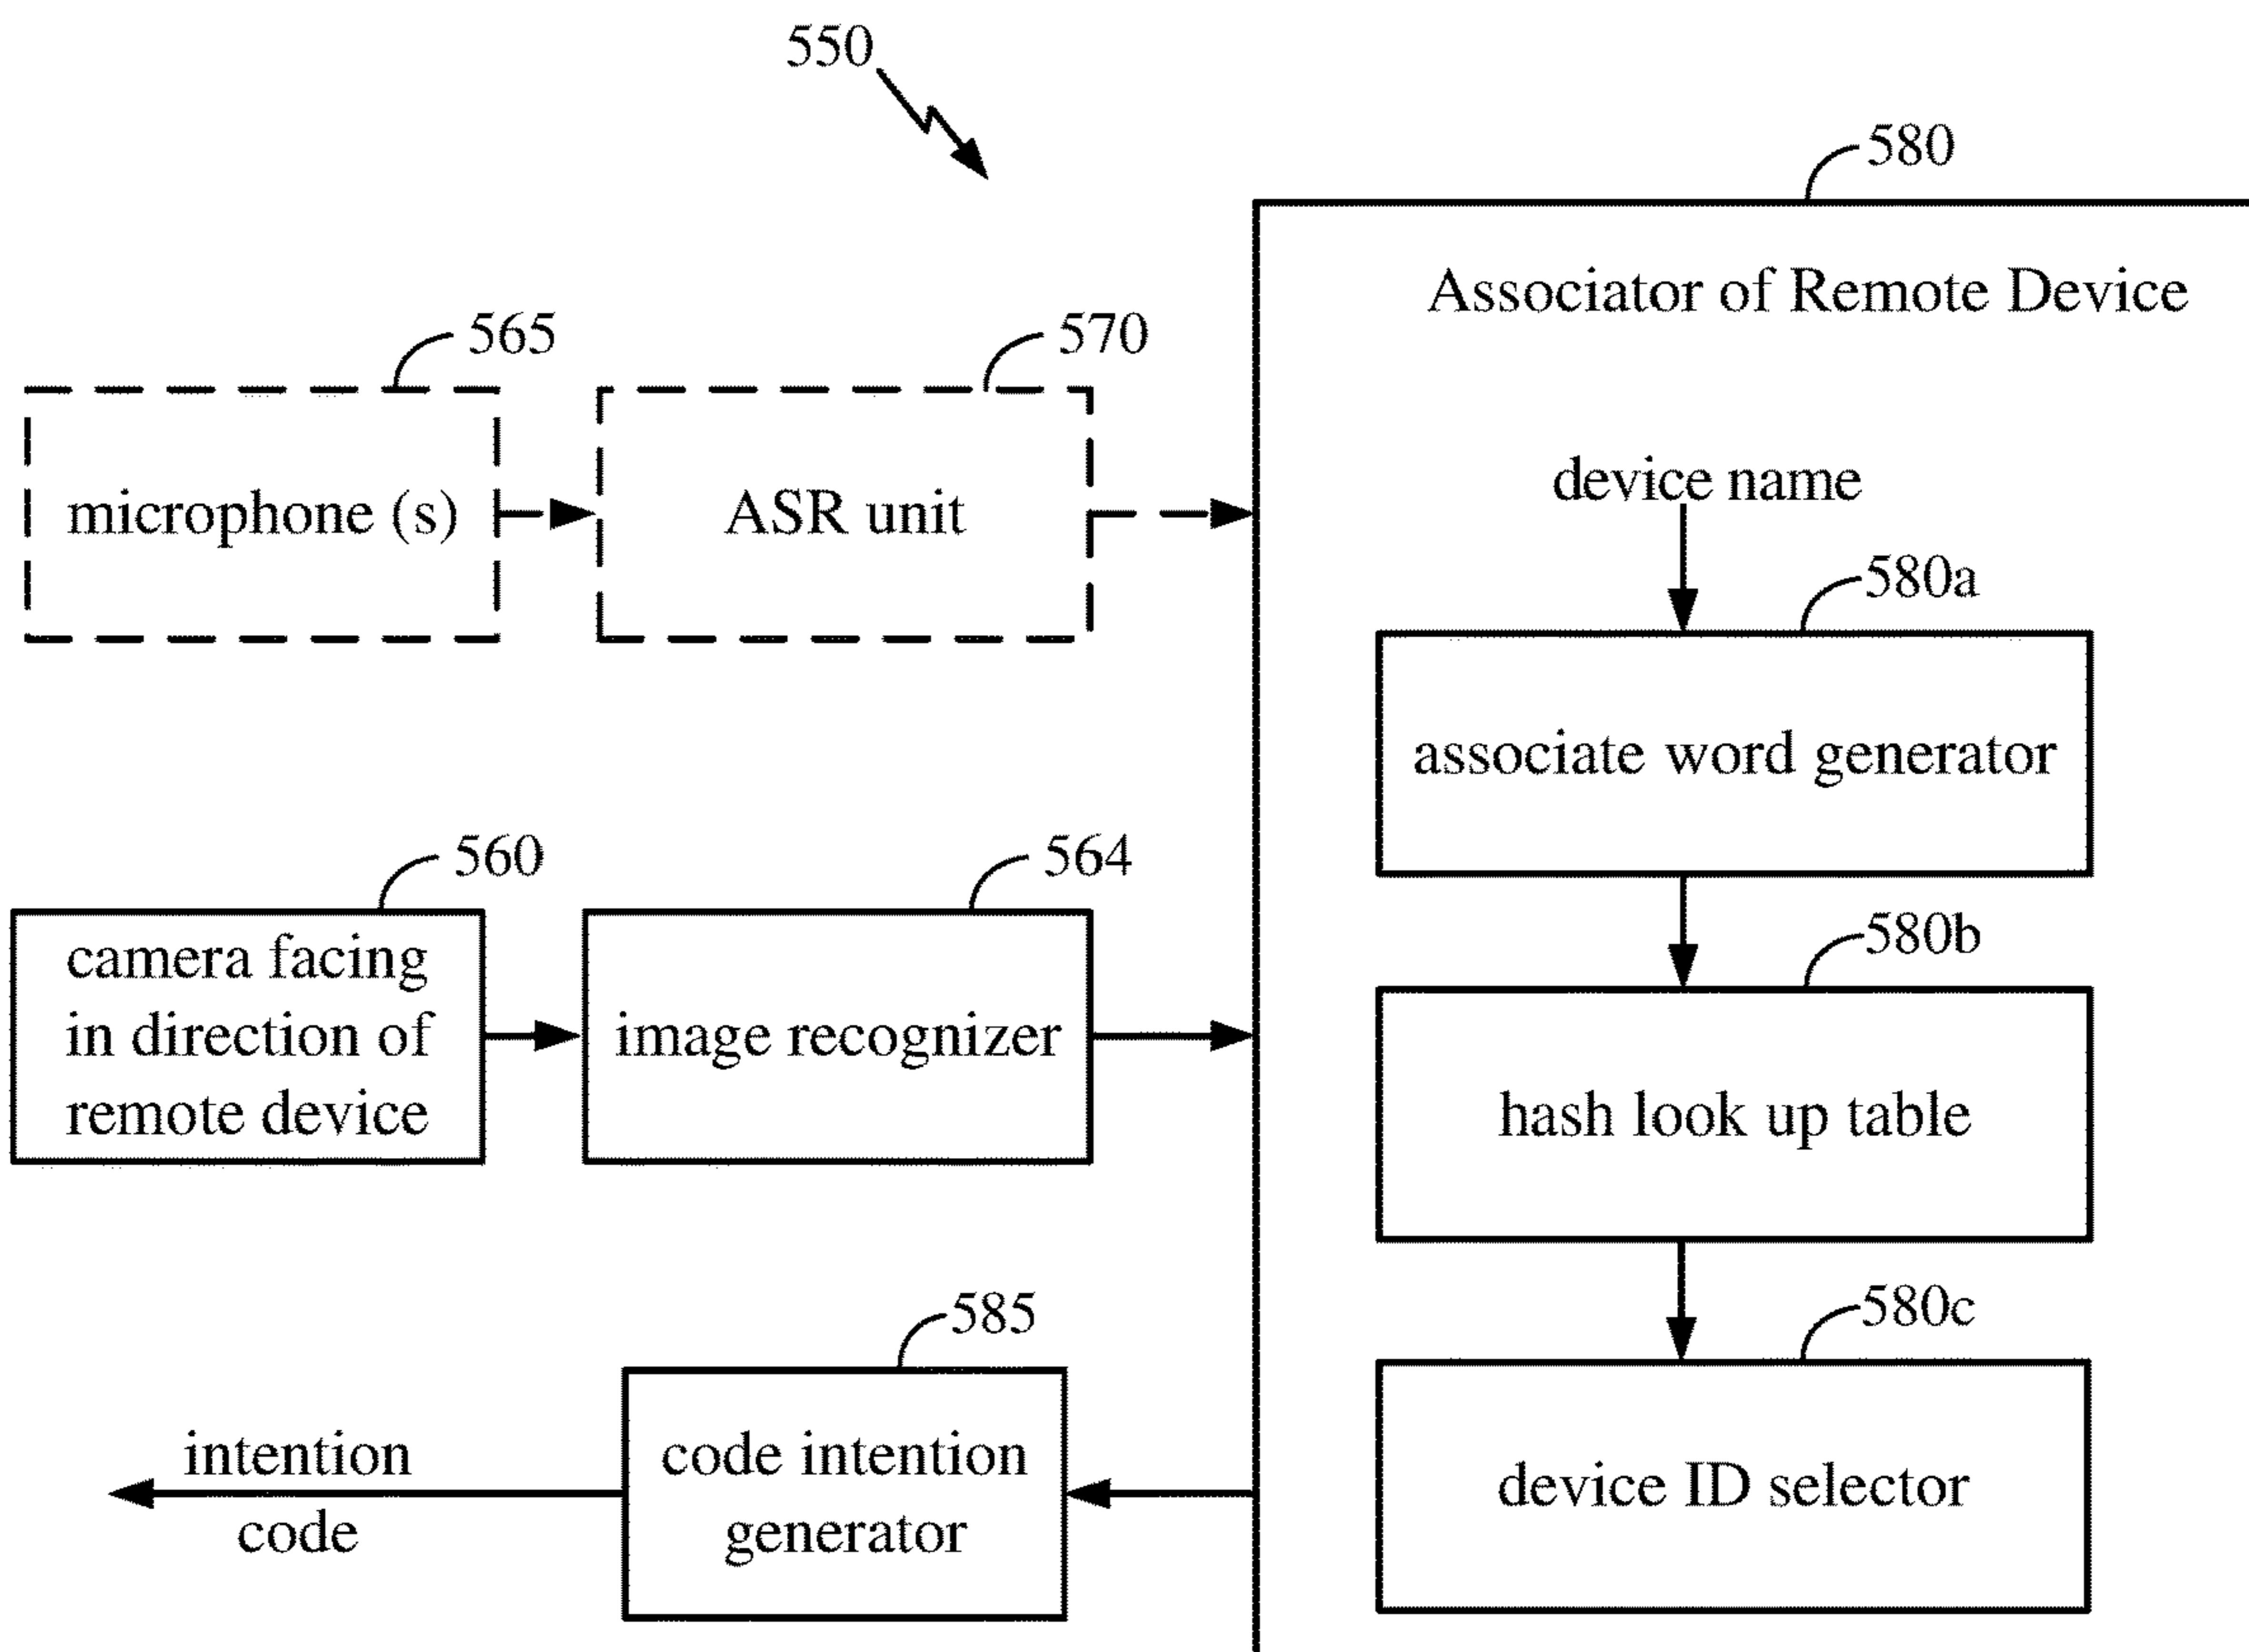 550
580
Associator of Remote Device
565
570
microphone (s)
ASR unit
device name
580a
associate word generator
560
564
camera facing
in direction of
remote device
image recognizer
580b
hash look up table
585
580c
intention
code
code intention
generator
device ID selector